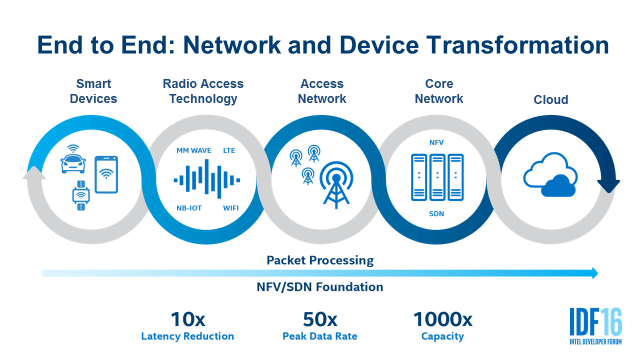 End to End: Network and Device Transformation
Smart
Devices
Radio Access
Technology
Access
Network
Core
Network
Cloud
MM WAVE
LTE
NB-IOT
WIFI
NFV
SDN
Packet Processing
NFV/SDN Foundation
10x
Latency Reduction
50x
Peak Data Rate
1000x
Capacity
IDF16
INTEL DEVELOPER FORUM